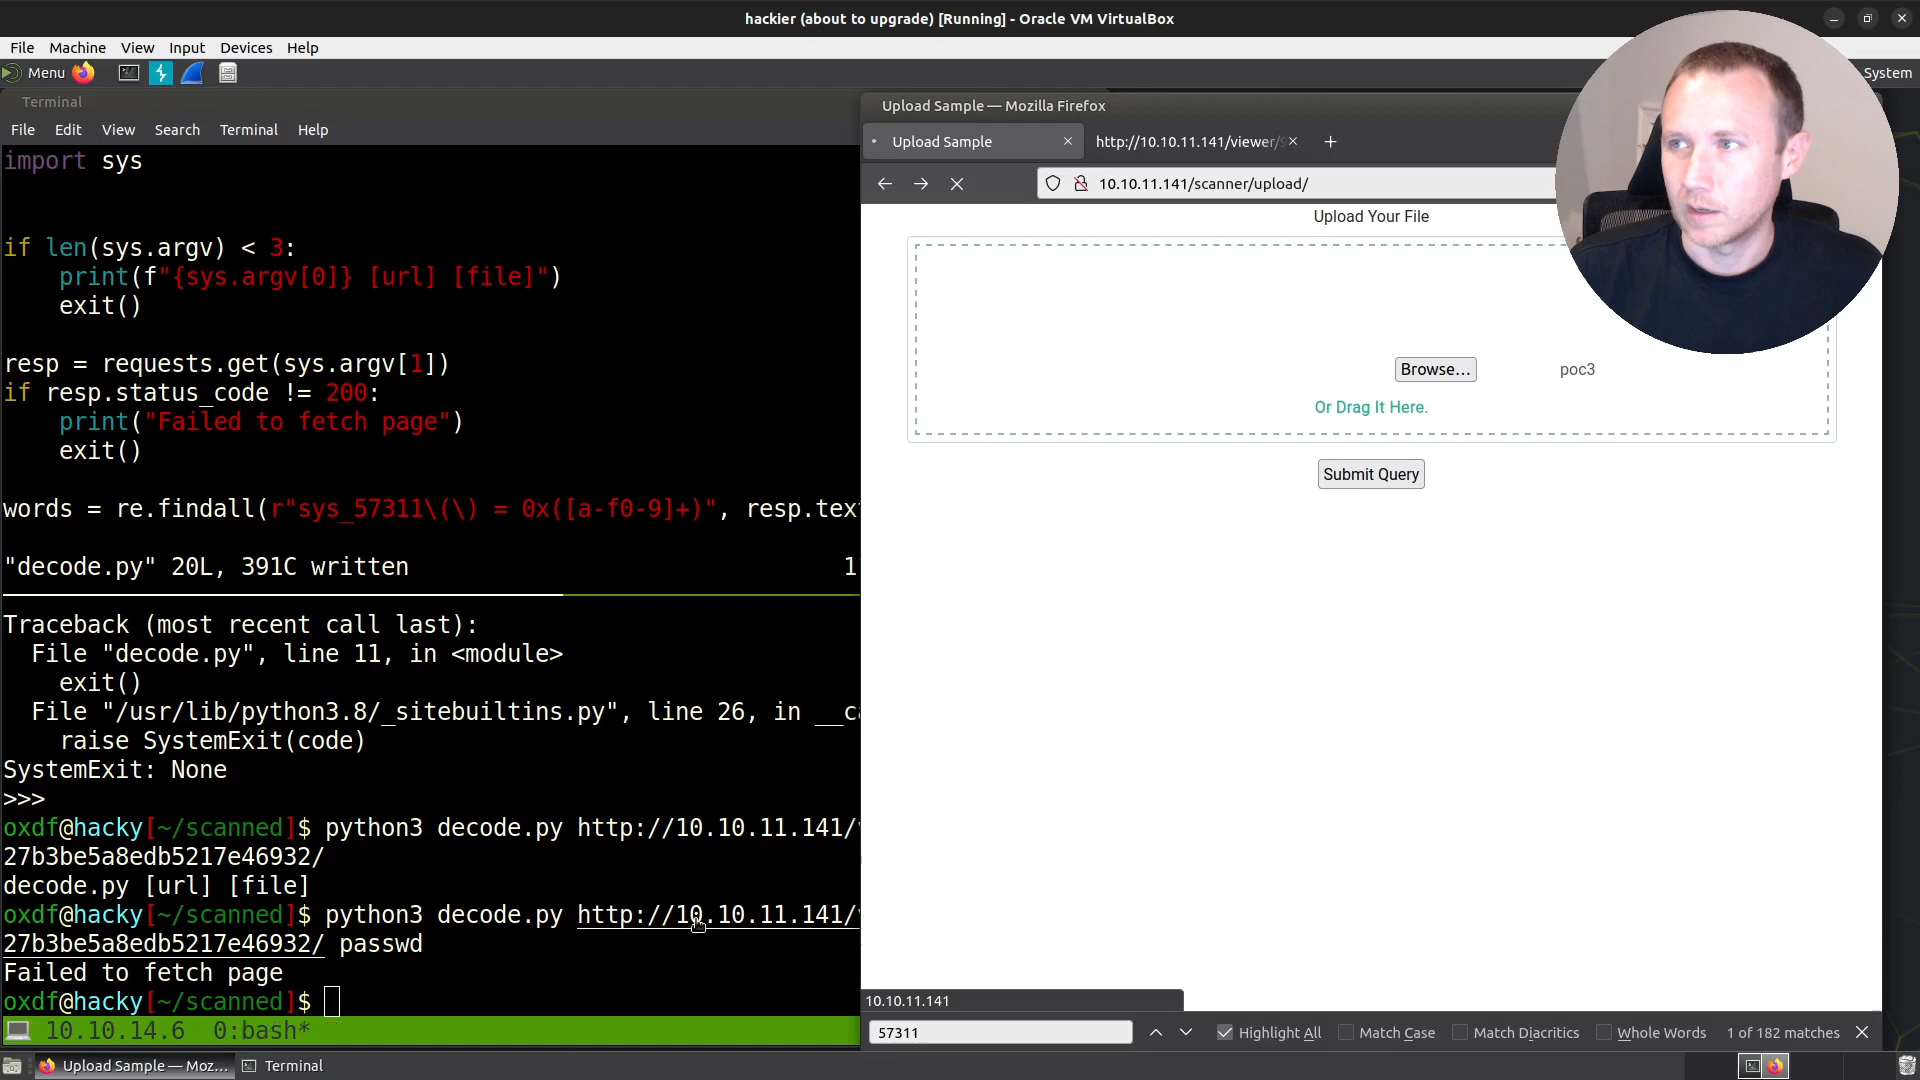 hackier (about to upgrade) [Running] - Oracle VM VirtualBox
File Machine View Input Devices Help
Menu
System
Terminal
File Edit View Search Terminal Help
import sys
if len(sys.argv) < 3:
print(f"{sys.argv[0]} [url] [file]")
exit()
resp = requests.get(sys.argv[1])
if resp.status_code != 200:
print("Failed to fetch page")
exit()
words = re.findall(r"sys_57311\(\) = 0x([a-f0-9]+)", resp.tex
"decode.py" 20L, 391C written 1
Traceback (most recent call last):
File "decode.py", line 11, in <module>
exit()
File "/usr/lib/python3.8/_sitebuiltins.py", line 26, in __ca
raise SystemExit(code)
SystemExit: None
>>>
oxdf@hacky[~/scanned]$ python3 decode.py http://10.10.11.141/v
27b3be5a8edb5217e46932/
decode.py [url] [file]
oxdf@hacky[~/scanned]$ python3 decode.py http://10.10.11.141/v
27b3be5a8edb5217e46932/ passwd
Failed to fetch page
oxdf@hacky[~/scanned]$
10.10.14.6 0:bash*
Upload Sample — Mozilla Firefox
Upload Sample
http://10.10.11.141/viewer/9
10.10.11.141/scanner/upload/
Upload Your File
Browse… poc3
Or Drag It Here.
Submit Query
10.10.11.141
57311 Highlight All Match Case Match Diacritics Whole Words 1 of 182 matches
Upload Sample — Moz… Terminal